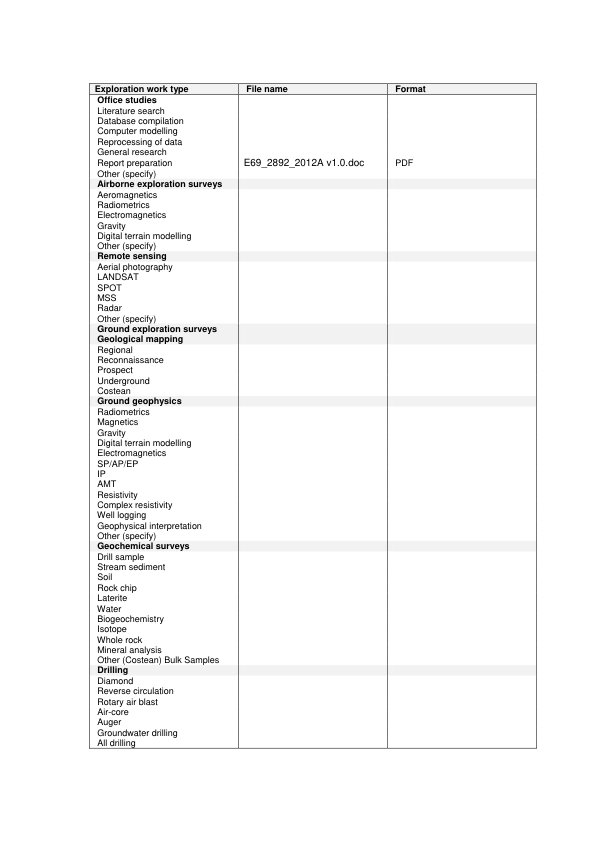 Exploration work type File name Format
Office studies
Literature search
Database compilation
Computer modelling
Reprocessing of data
General research
Report preparation E69_2892_2012A v1.0.doc PDF
Other (specify)
Airborne exploration surveys
Aeromagnetics
Radiometrics
Electromagnetics
Gravity
Digital terrain modelling
Other (specify)
Remote sensing
Aerial photography
LANDSAT
SPOT
MSS
Radar
Other (specify)
Ground exploration surveys
Geological mapping
Regional
Reconnaissance
Prospect
Underground
Costean
Ground geophysics
Radiometrics
Magnetics
Gravity
Digital terrain modelling
Electromagnetics
SP/AP/EP
IP
AMT
Resistivity
Complex resistivity
Well logging
Geophysical interpretation
Other (specify)
Geochemical surveys
Drill sample
Stream sediment
Soil
Rock chip
Laterite
Water
Biogeochemistry
Isotope
Whole rock
Mineral analysis
Other (Costean) Bulk Samples
Drilling
Diamond
Reverse circulation
Rotary air blast
Air-core
Auger
Groundwater drilling
All drilling